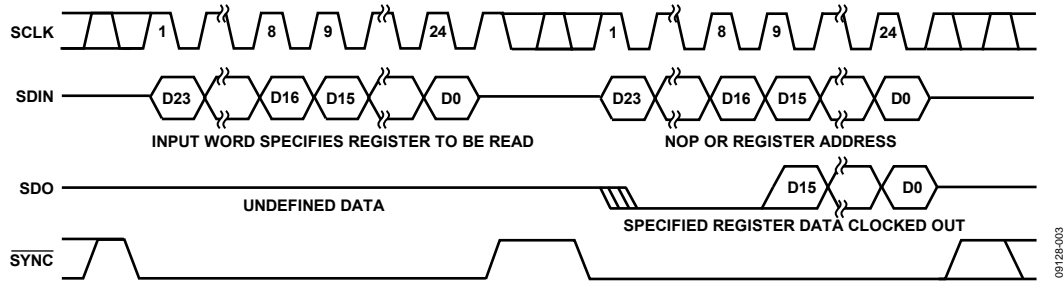 SCLK 1 8 9 24 1 8 9 24
SDIN D23 D16 D15 D0 D23 D16 D15 D0
INPUT WORD SPECIFIES REGISTER TO BE READ NOP OR REGISTER ADDRESS
SDO D15 D0
UNDEFINED DATA
SPECIFIED REGISTER DATA CLOCKED OUT
SYNC
09128-003